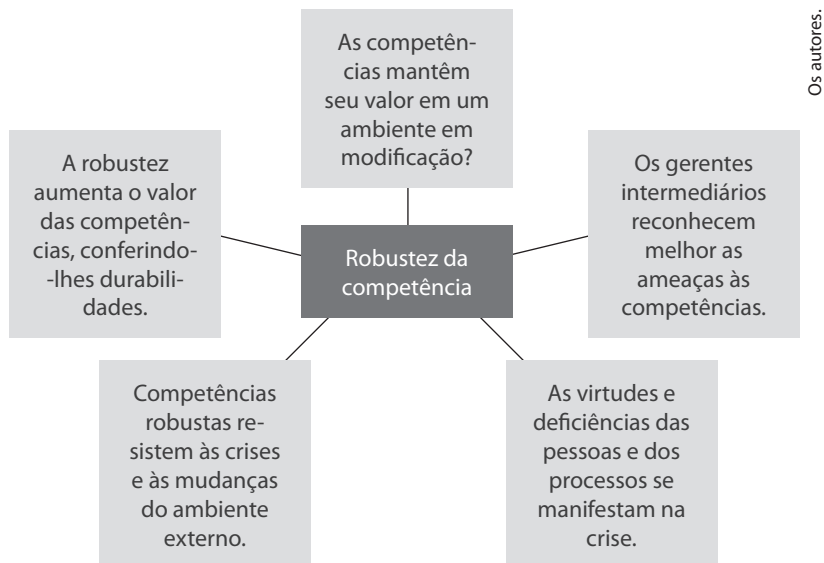 Os autores.
As competên-
cias mantêm
seu valor em um
ambiente em
modificação?
A robustez
aumenta o valor
das competên-
cias, conferindo-
-lhes durabili-
dades.
Robustez da
competência
Os gerentes
intermediários
reconhecem
melhor as
ameaças às
competências.
Competências
robustas re-
sistem às crises
e às mudanças
do ambiente
externo.
As virtudes e
deficiências das
pessoas e dos
processos se
manifestam na
crise.